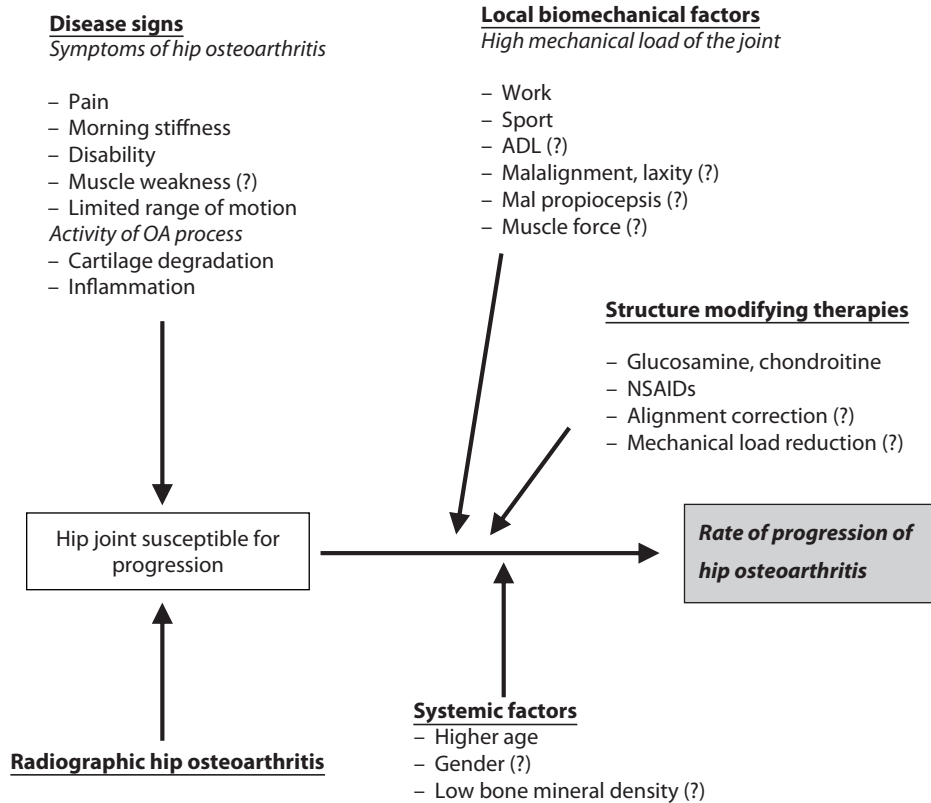 Disease signs
Symptoms of hip osteoarthritis
– Pain
– Morning stiffness
– Disability
– Muscle weakness (?)
– Limited range of motion
Activity of OA process
– Cartilage degradation
– Inflammation
Local biomechanical factors
High mechanical load of the joint
– Work
– Sport
– ADL (?)
– Malalignment, laxity (?)
– Mal propiocepsis (?)
– Muscle force (?)
Structure modifying therapies
– Glucosamine, chondroitine
– NSAIDs
– Alignment correction (?)
– Mechanical load reduction (?)
Hip joint susceptible for
progression
Rate of progression of
hip osteoarthritis
Radiographic hip osteoarthritis
Systemic factors
– Higher age
– Gender (?)
– Low bone mineral density (?)